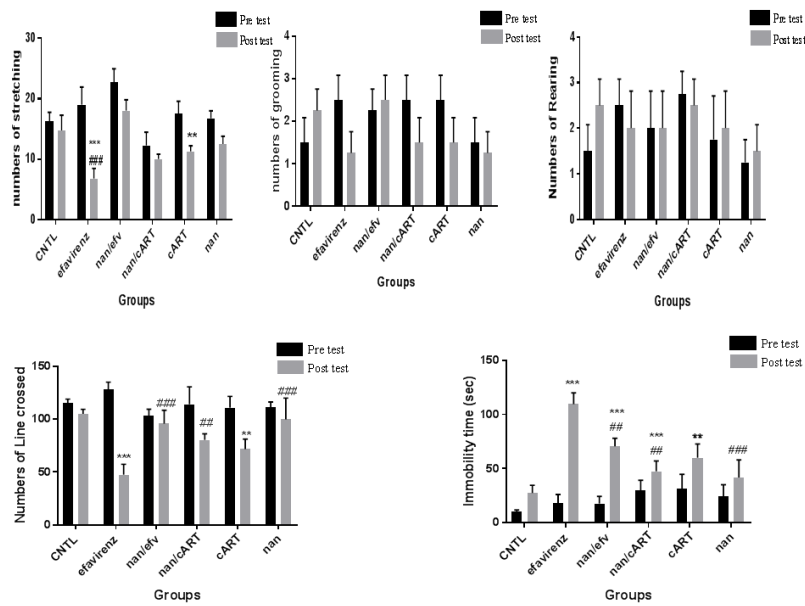 Pre test
Post test
numbers of stretching
30
20
10
0
***
###
**
CNTL
efavirenz
nan/efv
nan/cART
cART
nan
Groups
Pre test
Post test
numbers of grooming
4
3
2
1
0
CNTL
efavirenz
nan/efv
nan/cART
cART
nan
Groups
Pre test
Post test
Numbers of Rearing
4
3
2
1
0
CNTL
efavirenz
nan/efv
nan/cART
cART
nan
Groups
Pre test
Post test
Numbers of Line crossed
150
100
50
0
***
###
##
**
###
CNTL
efavirenz
nan/efv
nan/cART
cART
nan
Groups
Pre test
Post test
Immobility time (sec)
150
100
50
0
***
***
##
***
##
**
###
CNTL
efavirenz
nan/efv
nan/cART
cART
nan
Groups